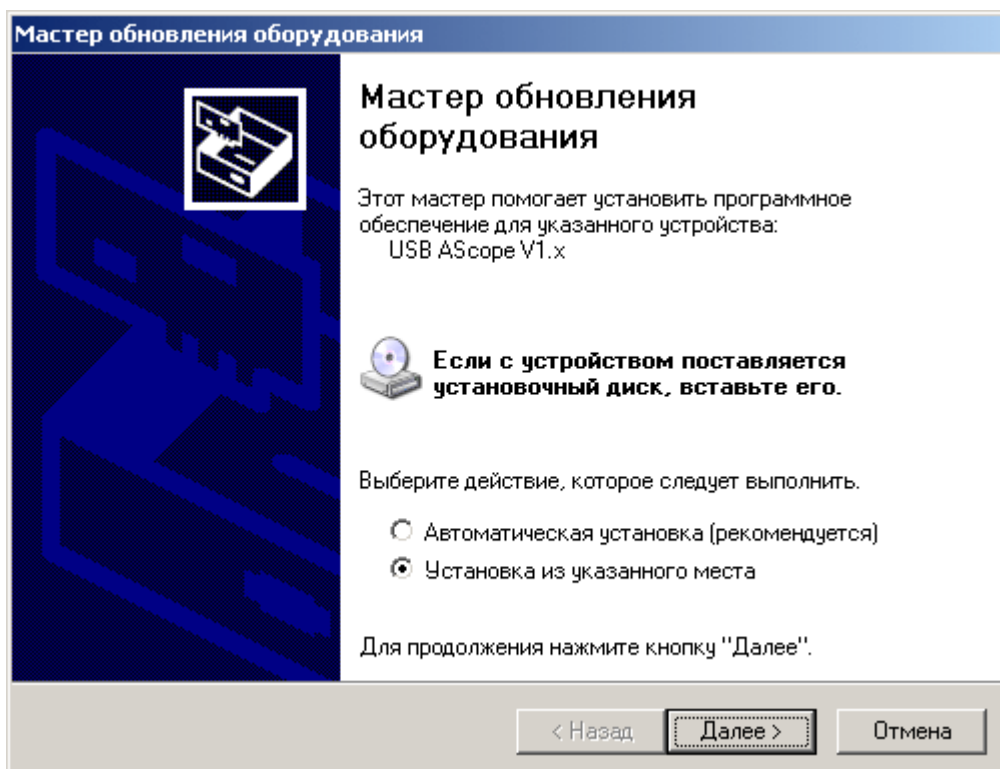 Мастер обновления оборудования
Мастер обновления
оборудования
Этот мастер помогает установить программное
обеспечение для указанного устройства:
USB AScope V1.x
Если с устройством поставляется
установочный диск, вставьте его.
Выберите действие, которое следует выполнить.
Автоматическая установка (рекомендуется)
Установка из указанного места
Для продолжения нажмите кнопку "Далее".
< Назад Далее > Отмена